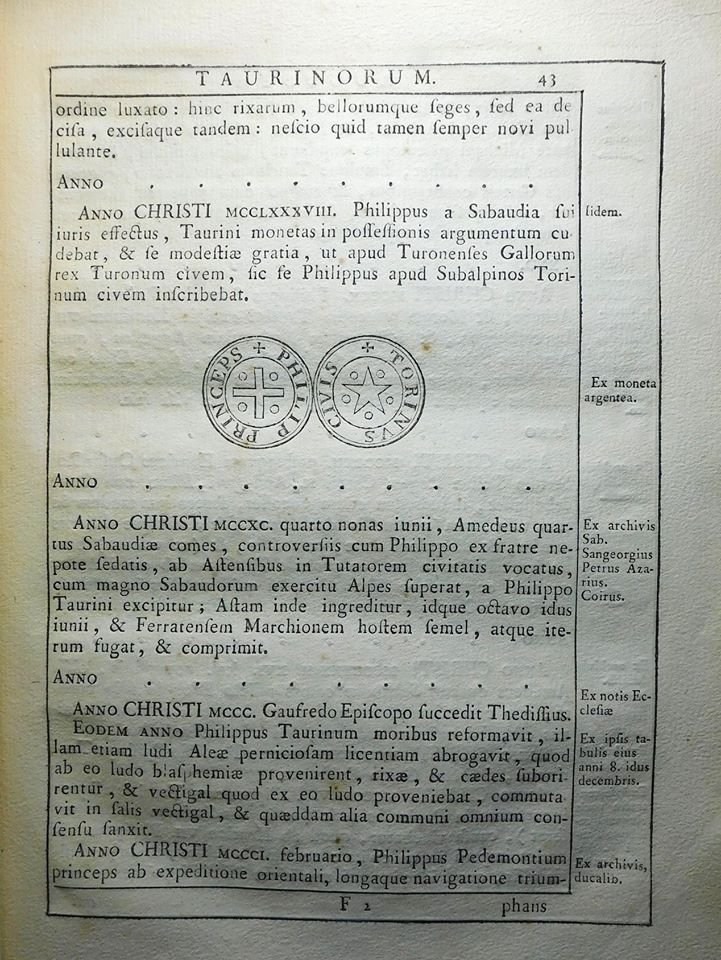 TAURINORUM. 43
ordine luxato : hinc rixarum , bellorumque ſeges , ſed ea de
ciſa , exciſaque tandem : neſcio quid tamen ſemper novi pul
lulante.
ANNO . . . . . . . . .
ANNO CHRISTI MCCLXXXVIII. Philippus a Sabaudia ſui
iuris effectus , Taurini monetas in poſſeſſionis argumentum cu
debat , & ſe modeſtiæ gratia , ut apud Turonenſes Gallorum
rex Turonum civem , ſic ſe Philippus apud Subalpinos Tori-
num civem inſcribebat.
ſidem.
+ PHILIP PRINCEPS
+ TORINVS CIVIS
Ex moneta
argentea.
ANNO . . . . . . . . .
ANNO CHRISTI MCCXC. quarto nonas iunii , Amedeus quar-
tus Sabaudiæ comes , controverſiis cum Philippo ex fratre ne-
pote ſedatis , ab Aſtenſibus in Tutatorem civitatis vocatus ,
cum magno Sabaudorum exercitu Alpes ſuperat , a Philippo
Taurini excipitur ; Aſtam inde ingreditur , idque octavo idus
iunii , & Ferratenſem Marchionem hoſtem ſemel , atque ite-
rum fugat , & comprimit.
Ex archivis
Sab.
Sangeorgius
Petrus Aza-
rius.
Coirus.
ANNO . . . . . . . . .
ANNO CHRISTI MCCC. Gaufredo Epiſcopo ſuccedit Thediſſius.
EODEM ANNO Philippus Taurinum moribus reformavit , il-
lam etiam ludi Aleæ pernicioſam licentiam abrogavit , quod
ab eo ludo blaſphemiæ provenirent , rixæ , & cædes ſubori
rentur , & vectigal quod ex eo ludo proveniebat , commuta
vit in ſalis vectigal , & quæddam alia communi omnium con-
ſenſu ſanxit.
Ex notis Ec-
cleſiæ
Ex ipſis ta-
bulis eius
anni 8. idus
decembris.
ANNO CHRISTI MCCCI. februario , Philippus Pedemontium
princeps ab expeditione orientali, longaque navigatione trium-
Ex archivis,
ducalib.
F 2 phans